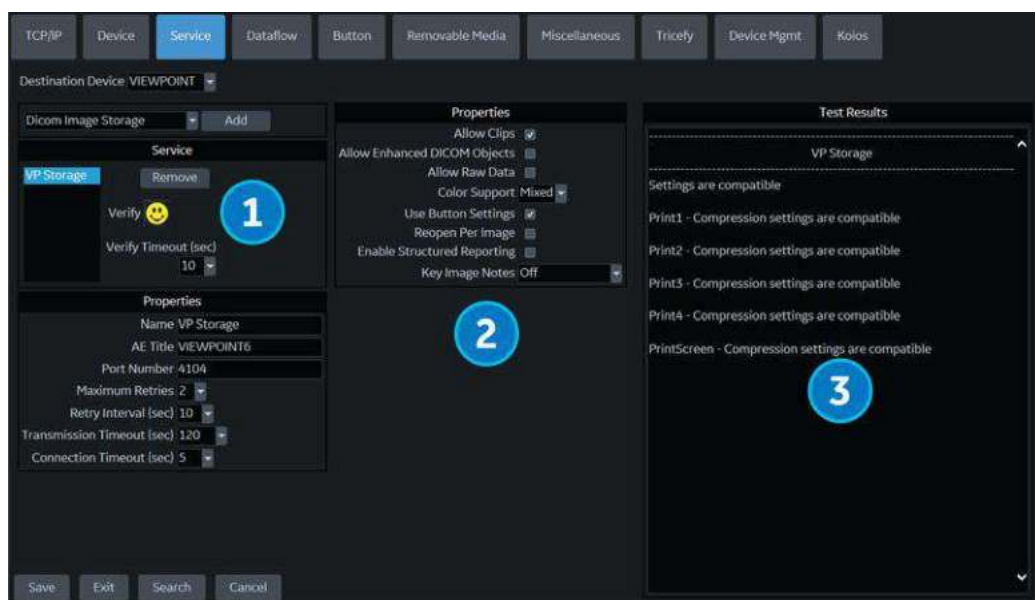 TCP/IP Device Service Dataflow Button Removable Media Miscellaneous Tricefy Device Mgmt Koios
Destination Device VIEWPOINT
Dicom Image Storage Add
Service
VP Storage Remove
Verify
1
Verify Timeout (sec)
10
Properties
Name VP Storage
AE Title VIEWPOINT6
Port Number 4104
Maximum Retries 2
Retry Interval (sec) 10
Transmission Timeout (sec) 120
Connection Timeout (sec) 5
Properties
Allow Clips
Allow Enhanced DICOM Objects
Allow Raw Data
Color Support Mixed
Use Button Settings
Reopen Per Image
Enable Structured Reporting
Key Image Notes Off
2
Test Results
VP Storage
Settings are compatible
Print1 - Compression settings are compatible
Print2 - Compression settings are compatible
Print3 - Compression settings are compatible
Print4 - Compression settings are compatible
PrintScreen - Compression settings are compatible
3
Save Exit Search Cancel